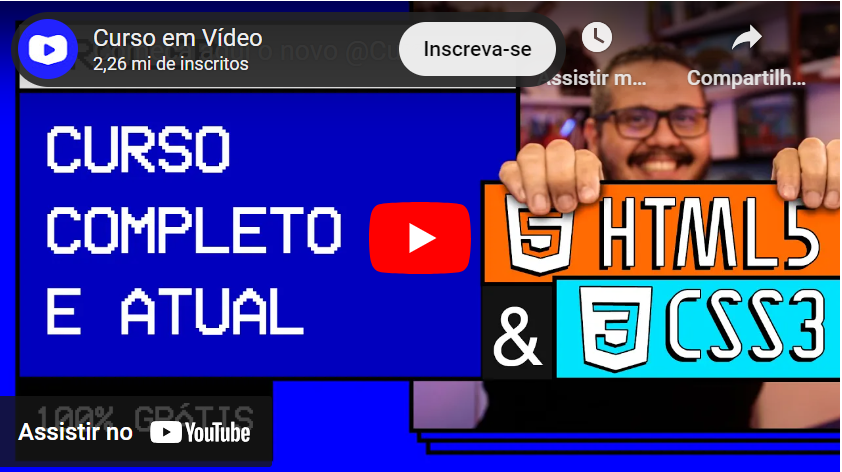 Curso em Vídeo
2,26 mi de inscritos
Inscreva-se
Assistir m...
Compartilh...
CURSO
COMPLETO
E ATUAL
HTML5
& CSS3
100% GRÁTIS
Assistir no YouTube